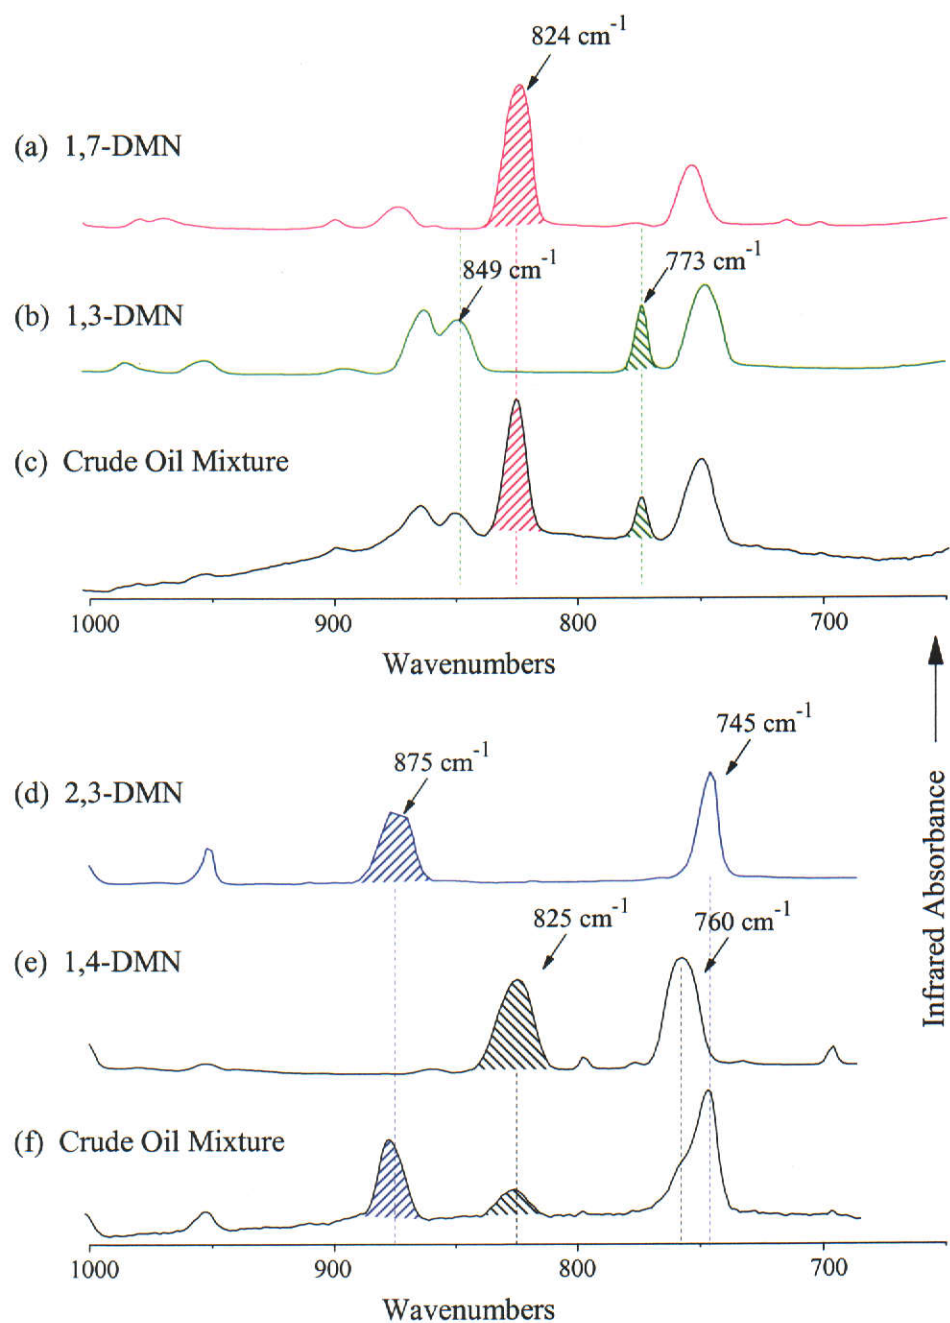 824 cm-1
(a) 1,7-DMN
849 cm-1
773 cm-1
(b) 1,3-DMN
(c) Crude Oil Mixture
1000 900 800 700
Wavenumbers
745 cm-1
875 cm-1
(d) 2,3-DMN
825 cm-1
760 cm-1
(e) 1,4-DMN
Infrared Absorbance
(f) Crude Oil Mixture
1000 900 800 700
Wavenumbers